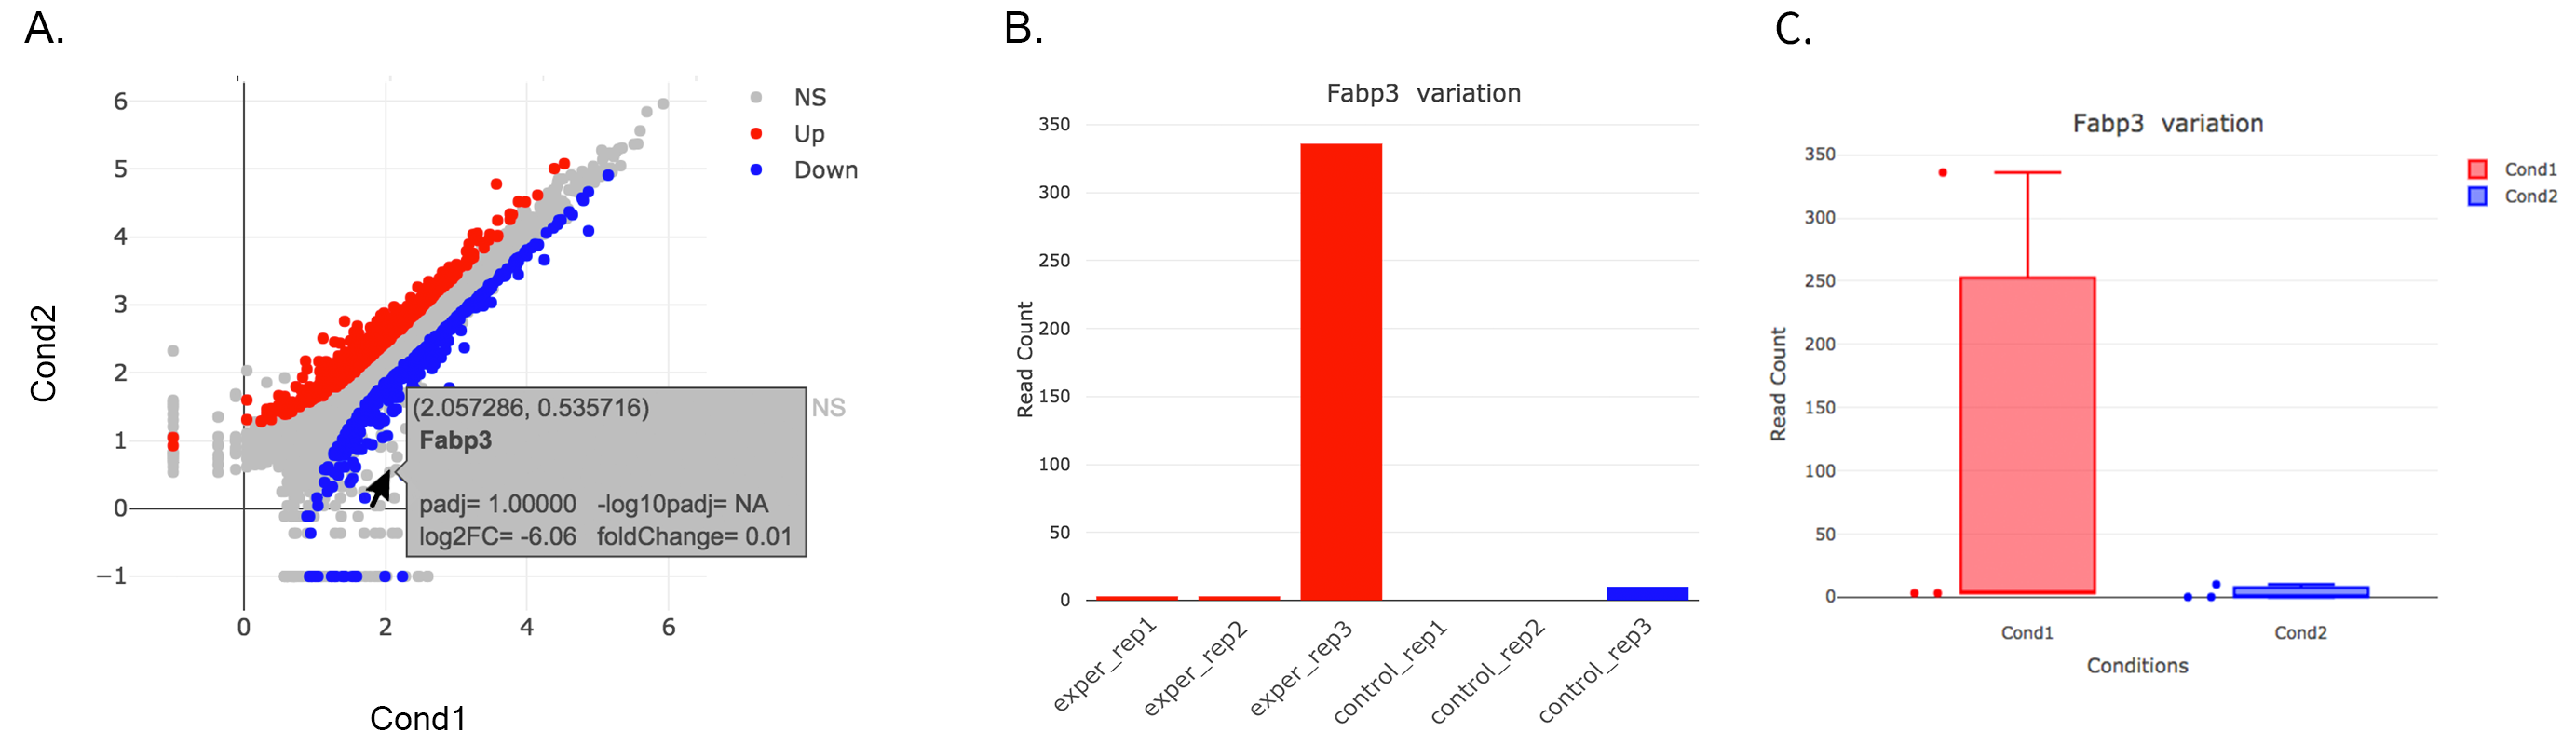 A.
6
5
4
3
2
1
0
−1
0
2
4
6
Cond2
Cond1
NS
Up
Down
(2.057286, 0.535716)
Fabp3
padj= 1.00000 -log10padj= NA
log2FC= -6.06 foldChange= 0.01
NS
B.
Fabp3 variation
350
300
250
200
150
100
50
0
Read Count
exper_rep1
exper_rep2
exper_rep3
control_rep1
control_rep2
control_rep3
C.
Fabp3 variation
350
300
250
200
150
100
50
0
Read Count
Cond1
Cond2
Conditions
Cond1
Cond2